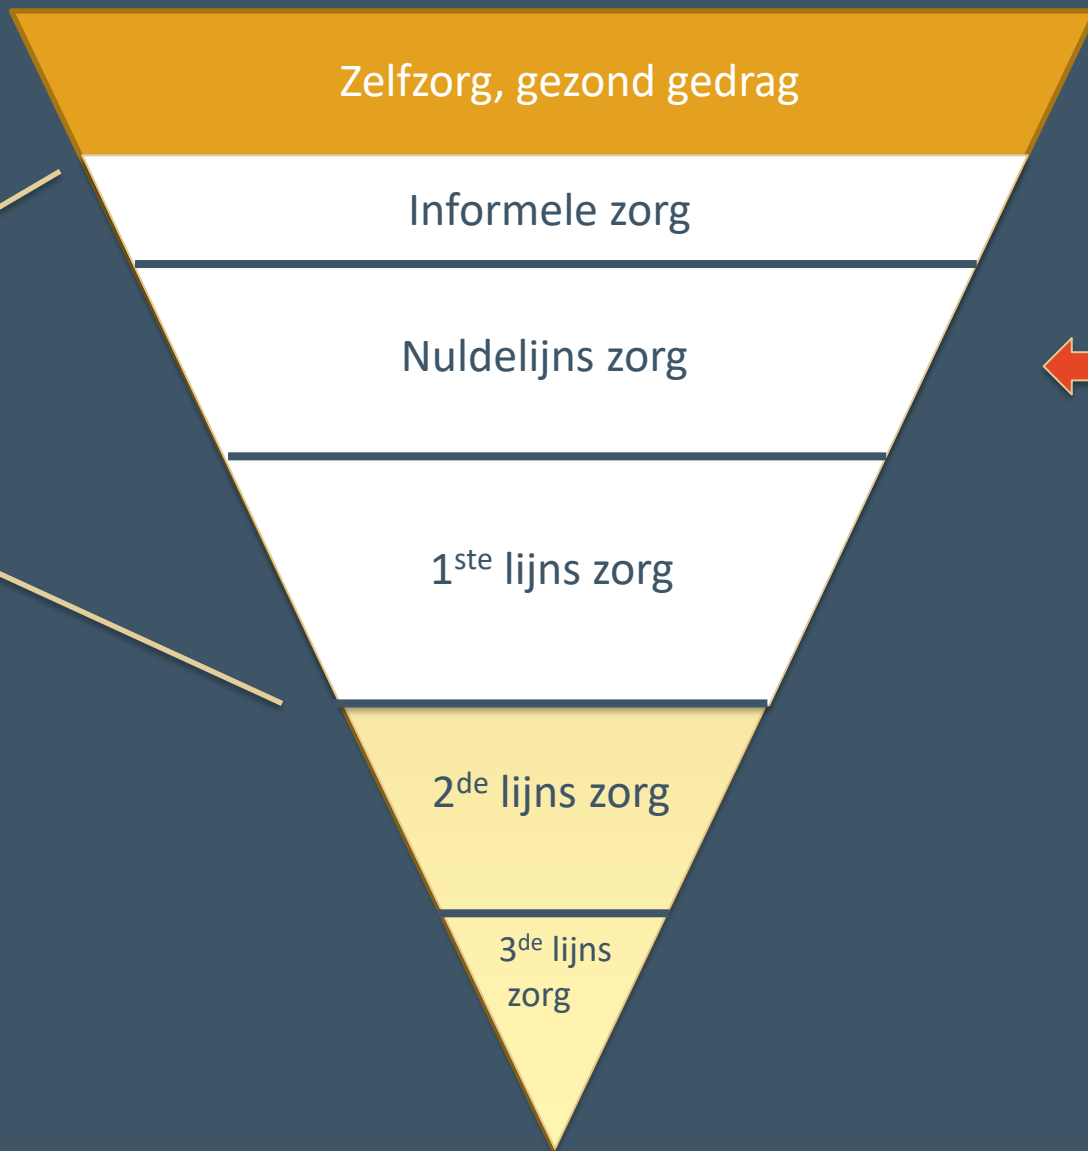 Zelfzorg, gezond gedrag
Informele zorg
Nuldelijns zorg
1ste lijns zorg
2de lijns zorg
3de lijns
zorg